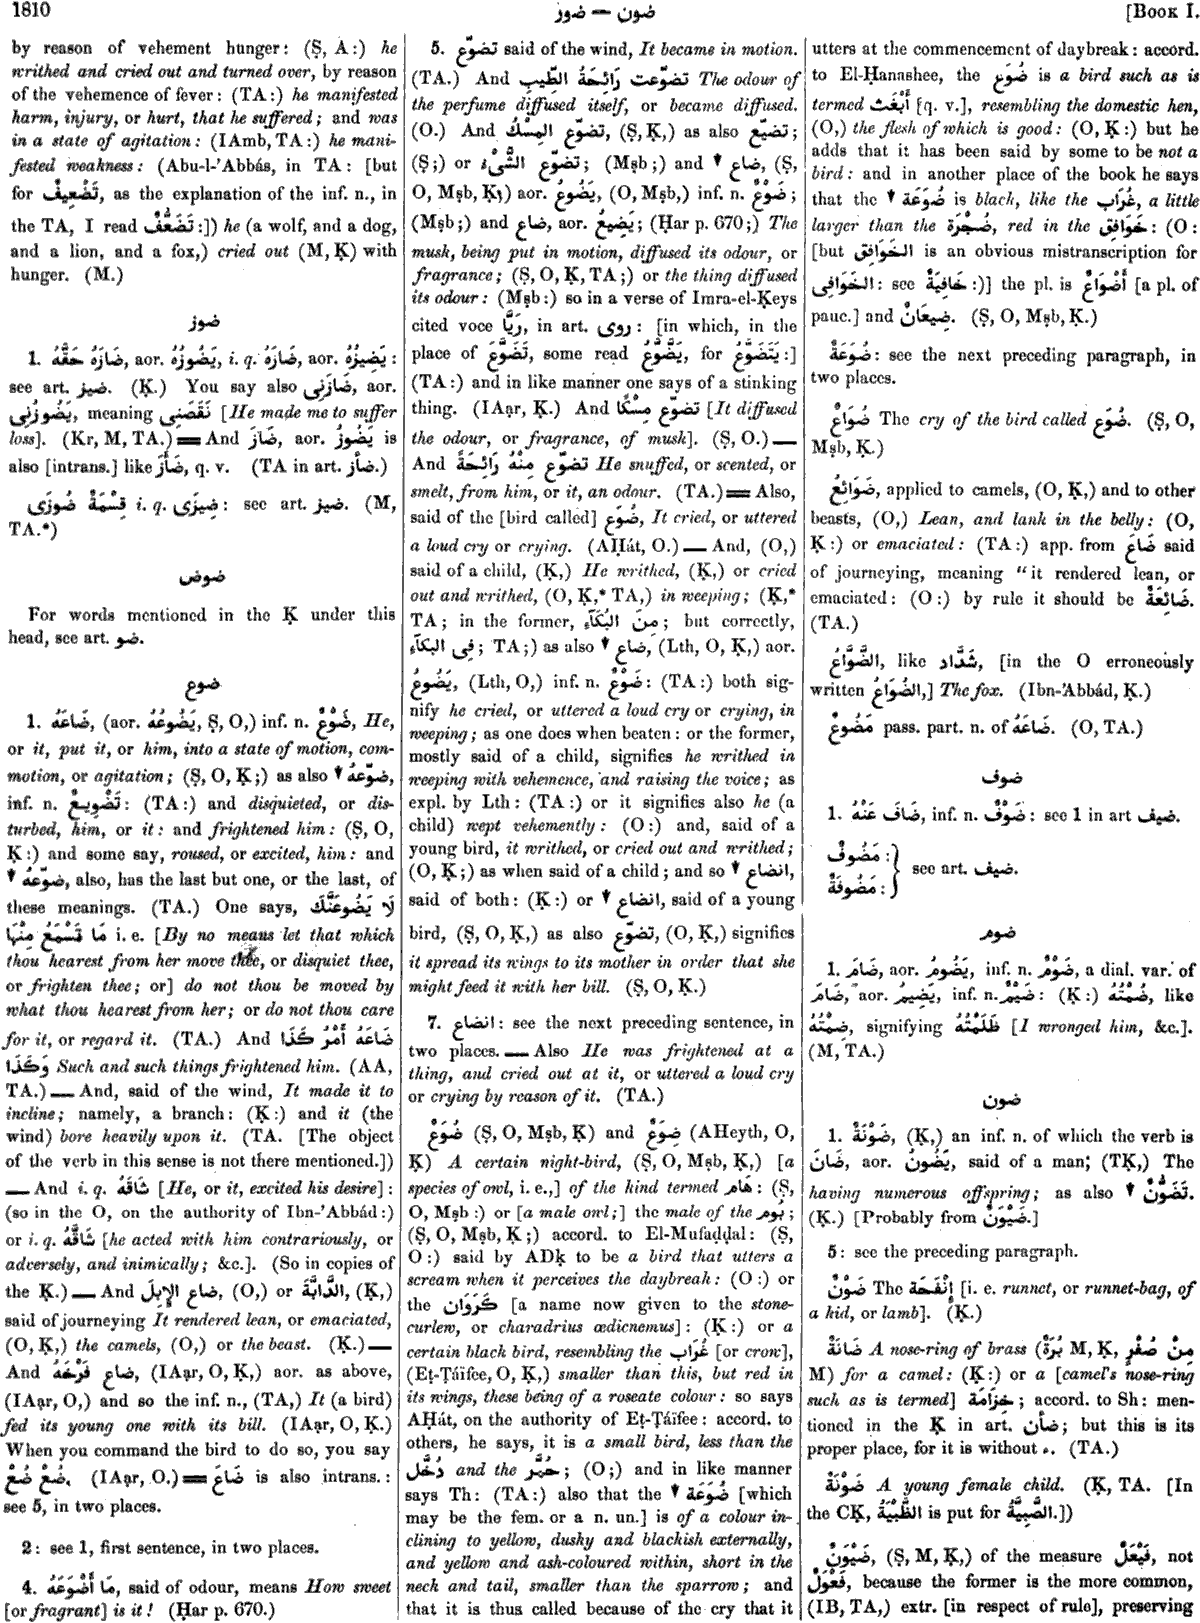 1810
ضوز — ضون
[BOOK I.
by reason of vehement hunger: (Ṣ, A:) he
writhed and cried out and turned over, by reason
of the vehemence of fever: (TA:) he manifested
harm, injury, or hurt, that he suffered; and was
in a state of agitation: (IAmb, TA:) he mani-
fested weakness: (Abu-l-'Abbás, in TA: [but
for تَضْعِيفٌ, as the explanation of the inf. n., in
the TA, I read تَضَعُّفٌ:]) he (a wolf, and a dog,
and a lion, and a fox,) cried out (M, Ḳ) with
hunger. (M.)
ضوز
1. ضَازَهُ حَقَّهُ, aor. يَضُوزُهُ, i. q. ضَازَهُ, aor. يَضِيزُهُ:
see art. ضيز. (Ḳ.) You say also ضَازَنِى, aor.
يَضُوزُنِى, meaning نَقَصَنِى [He made me to suffer
loss]. (Kr, M, TA.) ═ And ضَازَ, aor. يَضُوزُ is
also [intrans.] like ضَأَزَ, q. v. (TA in art. ضأز.)
قِسْمَةٌ ضُوزَى i. q. ضِيزَى: see art. ضيز. (M,
TA.*)
ضوض
For words mentioned in the Ḳ under this
head, see art. ضو.
ضوع
1. ضَاعَهُ, (aor. يَضُوعُهُ, Ṣ, O,) inf. n. ضَوْعٌ, He,
or it, put it, or him, into a state of motion, com-
motion, or agitation; (Ṣ, O, Ḳ;) as also ▼ ضوّعهُ,
inf. n. تَضْوِيعٌ: (TA:) and disquieted, or dis-
turbed, him, or it: and frightened him: (Ṣ, O,
Ḳ:) and some say, roused, or excited, him: and
▼ ضوّعهُ, also, has the last but one, or the last, of
these meanings. (TA.) One says, لَا يَضُوعَنَّكَ
مَا تَسْمَعُ مِنْهَا i. e. [By no means let that which
thou hearest from her move thee, or disquiet thee,
or frighten thee; or] do not thou be moved by
what thou hearest from her; or do not thou care
for it, or regard it. (TA.) And ضَاعَهُ أَمْرُ كَذَا
وَكَذَا Such and such things frightened him. (AA,
TA.) — And, said of the wind, It made it to
incline; namely, a branch: (Ḳ:) and it (the
wind) bore heavily upon it. (TA. [The object
of the verb in this sense is not there mentioned.])
— And i. q. شَاقَهُ [He, or it, excited his desire]:
(so in the O, on the authority of Ibn-'Abbád:)
or i. q. شَاقَّهُ [he acted with him contrariously, or
adversely, and inimically; &c.]. (So in copies of
the Ḳ.) — And ضاع الإِبِلَ, (O,) or الدَّابَّةَ, (Ḳ,)
said of journeying It rendered lean, or emaciated,
(O, Ḳ,) the camels, (O,) or the beast. (Ḳ.) —
And ضاع فَرْخَهُ, (IAạr, O, Ḳ,) aor. as above,
(IAạr, O,) and so the inf. n., (TA,) It (a bird)
fed its young one with its bill. (IAạr, O, Ḳ.)
When you command the bird to do so, you say
ضُعْ ضُعْ. (IAạr, O.) ═ ضَاعَ is also intrans.:
see 5, in two places.
2: see 1, first sentence, in two places.
4. مَا أَضْوَعَهُ, said of odour, means How sweet
[or fragrant] is it! (Ḥar p. 670.)
5. تضوّع said of the wind, It became in motion.
(TA.) And تضوّعت رَائِحَةُ الطِّيبِ The odour of
the perfume diffused itself, or became diffused.
(O.) And تضوّع المِسْكُ, (Ṣ, Ḳ,) as also تضيّع;
(Ṣ;) or تضوّع الشَّىْءُ; (Mṣb;) and ▼ ضاع, (Ṣ,
O, Mṣb, Ḳ,) aor. يَضُوعُ, (O, Mṣb,) inf. n. ضَوْعٌ;
(Mṣb;) and ضاع, aor. يَضِيعُ; (Ḥar p. 670;) The
musk, being put in motion, diffused its odour, or
fragrance; (Ṣ, O, Ḳ, TA;) or the thing diffused
its odour: (Mṣb:) so in a verse of Imra-el-Ḳeys
cited voce رَيَّا, in art. روى: [in which, in the
place of تَضَوَّعَ, some read يَضَّوَّعُ, for يَتَضَوَّعُ:]
(TA:) and in like manner one says of a stinking
thing. (IAạr, Ḳ.) And تضوّع مِسْكًا [It diffused
the odour, or fragrance, of musk]. (Ṣ, O.) —
And تضوّع مِنْهُ رَائِحَةً He snuffed, or scented, or
smelt, from him, or it, an odour. (TA.) ═ Also,
said of the [bird called] ضُوَع, It cried, or uttered
a loud cry or crying. (AḤát, O.) — And, (O,)
said of a child, (Ḳ,) He writhed, (Ḳ,) or cried
out and writhed, (O, Ḳ,* TA,) in weeping; (Ḳ,*
TA; in the former, مِنَ البُكَآءِ; but correctly,
فِى البكآء; TA;) as also ▼ ضاع, (Lth, O, Ḳ,) aor.
يَضُوعُ, (Lth, O,) inf. n. ضَوْعٌ: (TA:) both sig-
nify he cried, or uttered a loud cry or crying, in
weeping; as one does when beaten: or the former,
mostly said of a child, signifies he writhed in
weeping with vehemence, and raising the voice; as
expl. by Lth: (TA:) or it signifies also he (a
child) wept vehemently: (O:) and, said of a
young bird, it writhed, or cried out and writhed;
(O, Ḳ;) as when said of a child; and so ▼ انضاع,
said of both: (Ḳ:) or ▼ انضاع, said of a young
bird, (Ṣ, O, Ḳ,) as also تضوّع, (O, Ḳ,) signifies
it spread its wings to its mother in order that she
might feed it with her bill. (Ṣ, O, Ḳ.)
7. انضاع: see the next preceding sentence, in
two places. — Also He was frightened at a
thing, and cried out at it, or uttered a loud cry
or crying by reason of it. (TA.)
ضُوَعٌ (Ṣ, O, Mṣb, Ḳ) and ضِوَعٌ (AHeyth, O,
Ḳ) A certain night-bird, (Ṣ, O, Mṣb, Ḳ,) [a
species of owl, i. e.,] of the kind termed هَام: (Ṣ,
O, Mṣb:) or [a male owl;] the male of the بُوم;
(Ṣ, O, Mṣb, Ḳ;) accord. to El-Mufaḍḍal: (Ṣ,
O:) said by ADḳ to be a bird that utters a
scream when it perceives the daybreak: (O:) or
the كَرَوَان [a name now given to the stone-
curlew, or charadrius œdicnemus]: (Ḳ:) or a
certain black bird, resembling the غُرَاب [or crow],
(Eṭ-Ṭáïfee, O, Ḳ,) smaller than this, but red in
its wings, these being of a roseate colour: so says
AḤát, on the authority of Eṭ-Ṭáïfee: accord. to
others, he says, it is a small bird, less than the
دُخَّل and the حُمَّر; (O;) and in like manner
says Th: (TA:) also that the ▼ ضُوَعَة [which
may be the fem. or a n. un.] is of a colour in-
clining to yellow, dusky and blackish externally,
and yellow and ash-coloured within, short in the
neck and tail, smaller than the sparrow; and
that it is thus called because of the cry that it
utters at the commencement of daybreak: accord.
to El-Ḥanashee, the ضُوَع is a bird such as is
termed أَبْغَث [q. v.], resembling the domestic hen,
(O,) the flesh of which is good: (O, Ḳ:) but he
adds that it has been said by some to be not a
bird: and in another place of the book he says
that the ▼ ضُوَعَة is black, like the غُرَاب, a little
larger than the ضُجْرَة, red in the خَوَافِق: (O:
[but الخَوَافِق is an obvious mistranscription for
الخَوَافِى: see خَافِيَةٌ:)] the pl. is أَضْوَاعٌ [a pl. of
pauc.] and ضِيعَانٌ. (Ṣ, O, Mṣb, Ḳ.)
ضُوَعَةٌ: see the next preceding paragraph, in
two places.
ضُوَاعٌ The cry of the bird called ضُوَع. (Ṣ, O,
Mṣb, Ḳ.)
ضَوَائِعُ, applied to camels, (O, Ḳ,) and to other
beasts, (O,) Lean, and lank in the belly: (O,
Ḳ:) or emaciated: (TA:) app. from ضَاعَ said
of journeying, meaning "it rendered lean, or
emaciated: (O:) by rule it should be ضَائِعَةٌ.
(TA.)
الضَّوَّاعُ, like شَدَّاد, [in the O erroneously
written الضُوَاعُ,] The fox. (Ibn-'Abbád, Ḳ.)
مَضُوعٌ pass. part. n. of ضَاعَهُ. (O, TA.)
ضوف
1. ضَافَ عَنْهُ, inf. n. ضَوْفٌ: see 1 in art ضيف.
مَضُوفٌ:
مَضُوفَةٌ:
} see art. ضيف.
ضوم
1. ضَامَ, aor. يَضُومُ, inf. n. ضَوْمٌ, a dial. var. of
ضَامَ, aor. يَضِيمُ, inf. n. ضَيْمٌ: (Ḳ:) ضُمْتُهُ, like
ضِمْتُهُ, signifying ظَلَمْتُهُ [I wronged him, &c.].
(M, TA.)
ضون
1. ضَوْنَةٌ, (Ḳ,) an inf. n. of which the verb is
ضَانَ, aor. يَضُونُ, said of a man; (TḲ,) The
having numerous offspring; as also ▼ تَضَوُّنٌ.
(Ḳ.) [Probably from ضَيْوَنٌ.]
5: see the preceding paragraph.
ضَوْنٌ The إِنْفَحَة [i. e. runnet, or runnet-bag, of
a kid, or lamb]. (Ḳ.)
ضَانَةٌ A nose-ring of brass (بُرَةٌ M, Ḳ, مِنْ صُفْرٍ
M) for a camel: (Ḳ:) or a [camel's nose-ring
such as is termed] خِزَامَة; accord. to Sh: men-
tioned in the Ḳ in art. ضأن; but this is its
proper place, for it is without ء. (TA.)
ضَوْنَةٌ A young female child. (Ḳ, TA. [In
the CḲ, الظَّبْيَةُ is put for الصَّبِيَّةُ.])
ضَيْوَنٌ, (Ṣ, M, Ḳ,) of the measure فَيْعَلٌ, not
فَعْوَلٌ, because the former is the more common,
(IB, TA,) extr. [in respect of rule], preserving